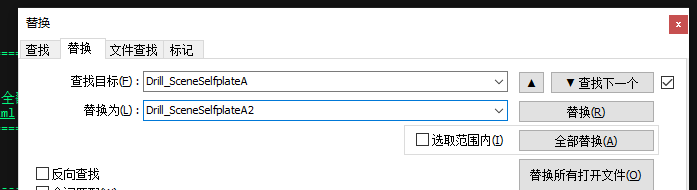 替换
查找 替换 文件查找 标记
查找目标(F) : Drill_SceneSelfplateA ▲ ▼查找下一个
替换为(L) : Drill_SceneSelfplateA2 替换(R)
选取范围内(I) 全部替换(A)
反向查找 替换所有打开文件(O)
ml